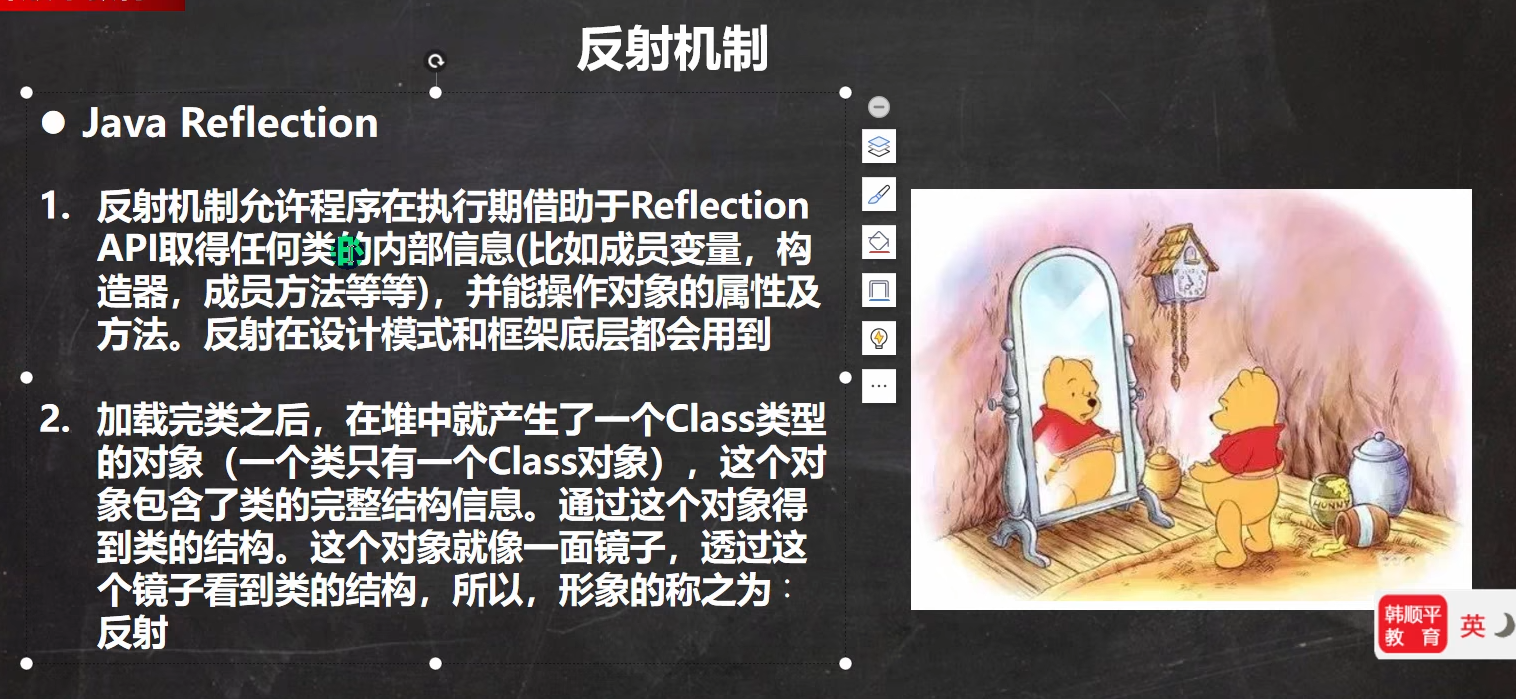 反射机制
● Java Reflection
1. 反射机制允许程序在执行期借助于Reflection
API取得任何类的内部信息(比如成员变量，构
造器，成员方法等等)，并能操作对象的属性及
方法。反射在设计模式和框架底层都会用到
2. 加载完类之后，在堆中就产生了一个Class类型
的对象（一个类只有一个Class对象），这个对
象包含了类的完整结构信息。通过这个对象得
到类的结构。这个对象就像一面镜子，透过这
个镜子看到类的结构，所以，形象的称之为：
反射
HUNNY
韩顺平
教 育
英